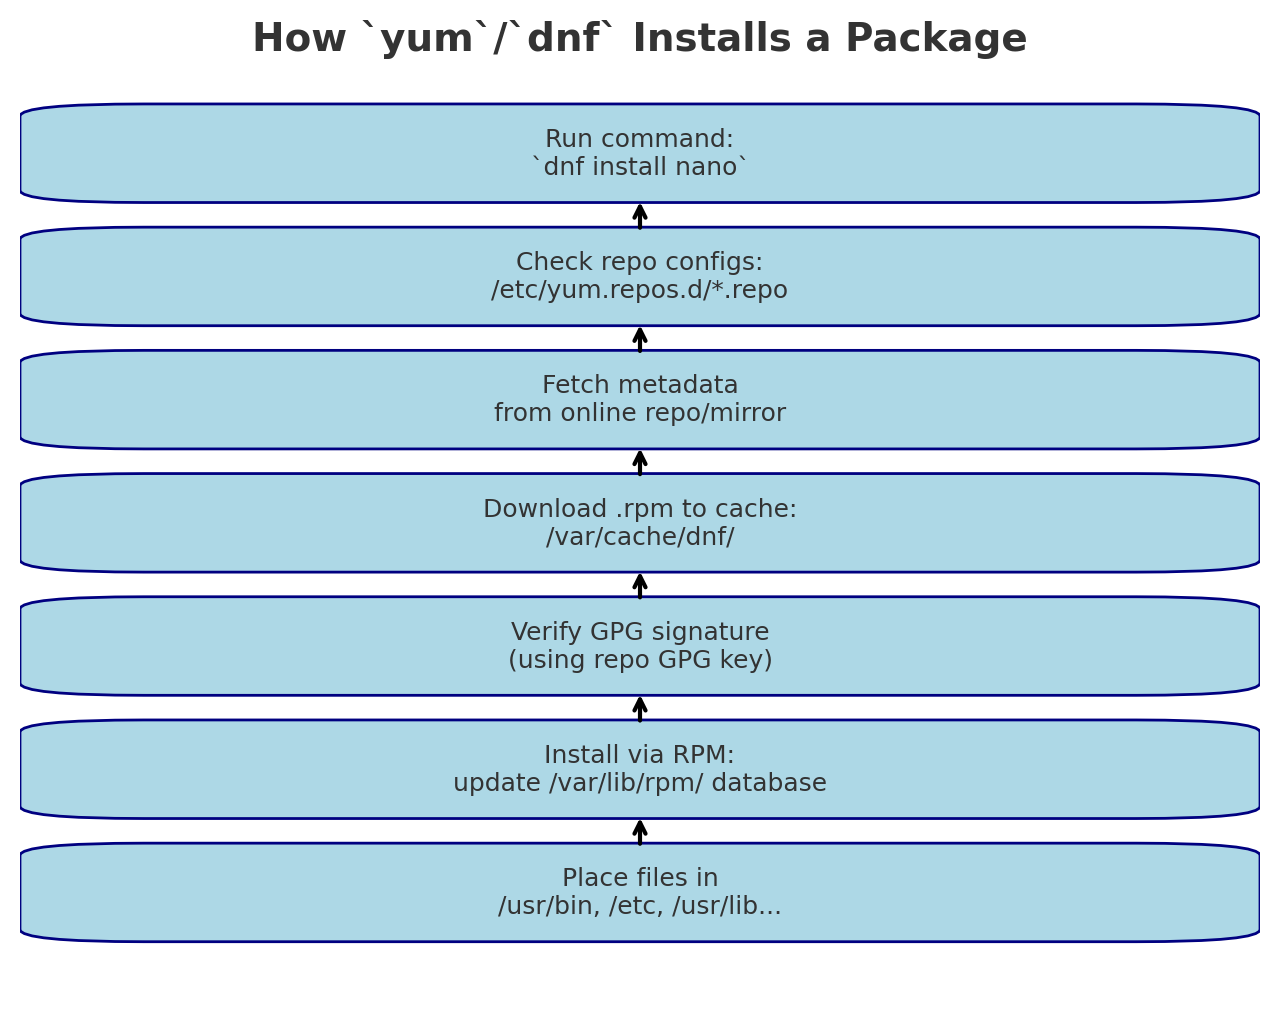 How `yum`/`dnf` Installs a Package
Run command:
`dnf install nano`
Check repo configs:
/etc/yum.repos.d/*.repo
Fetch metadata
from online repo/mirror
Download .rpm to cache:
/var/cache/dnf/
Verify GPG signature
(using repo GPG key)
Install via RPM:
update /var/lib/rpm/ database
Place files in
/usr/bin, /etc, /usr/lib...